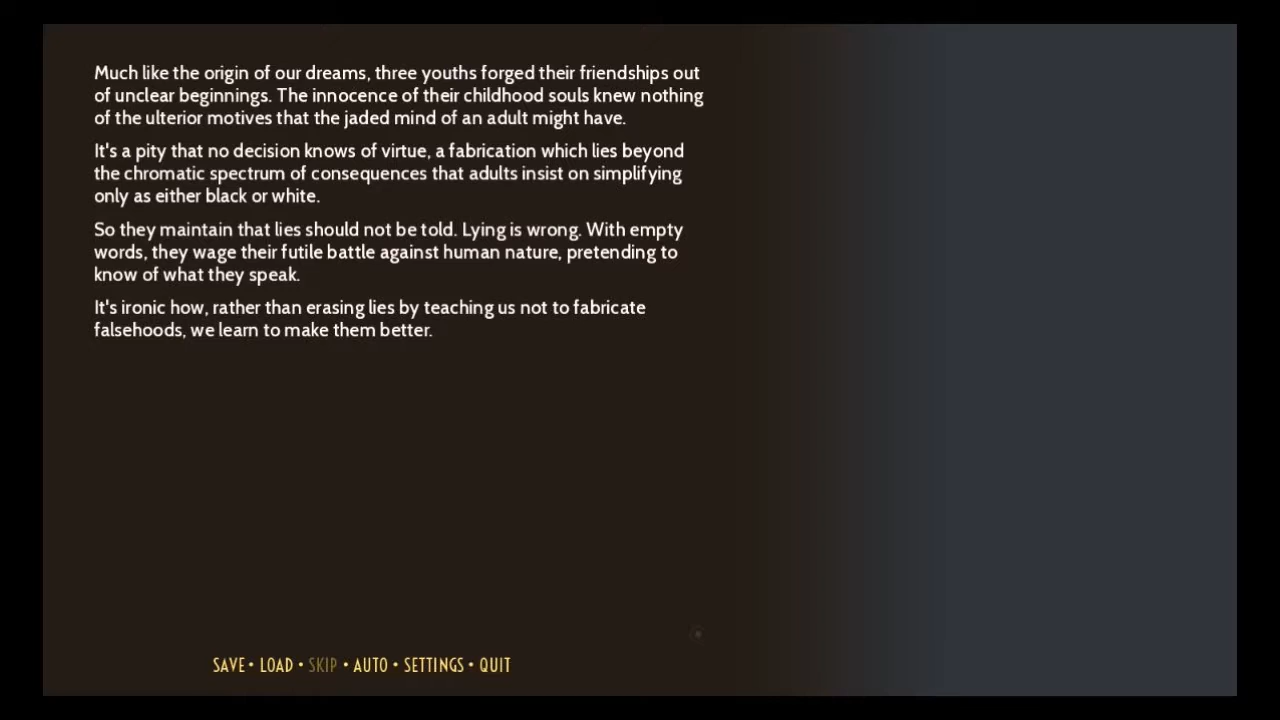 Much like the origin of our dreams, three youths forged their friendships out
of unclear beginnings. The innocence of their childhood souls knew nothing
of the ulterior motives that the jaded mind of an adult might have.
It's a pity that no decision knows of virtue, a fabrication which lies beyond
the chromatic spectrum of consequences that adults insist on simplifying
only as either black or white.
So they maintain that lies should not be told. Lying is wrong. With empty
words, they wage their futile battle against human nature, pretending to
know of what they speak.
It's ironic how, rather than erasing lies by teaching us not to fabricate
falsehoods, we learn to make them better.
SAVE • LOAD • SKIP • AUTO • SETTINGS • QUIT